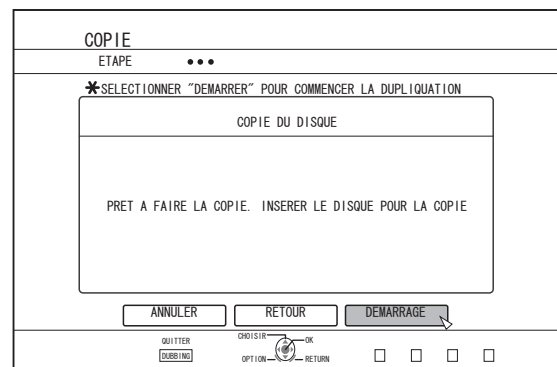 COPIE
ETAPE ●●●
*SELECTIONNER "DEMARRER" POUR COMMENCER LA DUPLIQUATION
COPIE DU DISQUE
PRET A FAIRE LA COPIE. INSERER LE DISQUE POUR LA COPIE
ANNULER RETOUR DEMARRAGE
QUITTER CHOISIR OK
DUBBING OPTION RETURN